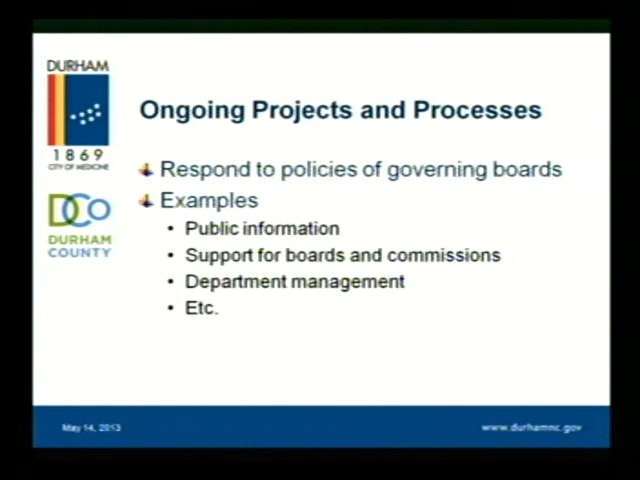 DURHAM
1869
CITY OF MEDICINE
DCo
DURHAM
COUNTY
Ongoing Projects and Processes
Respond to policies of governing boards
Examples
• Public information
• Support for boards and commissions
• Department management
• Etc.
May 14, 2013
www.durhamnc.gov